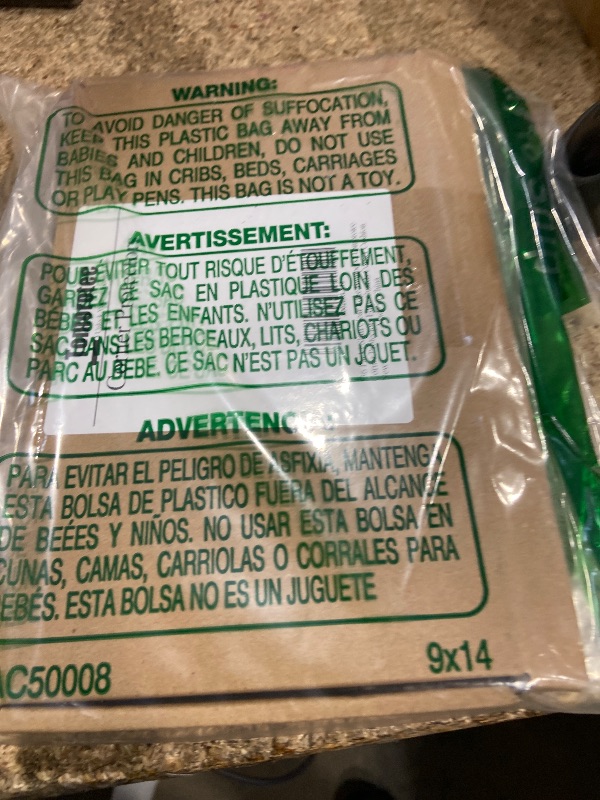 WARNING:
TO AVOID DANGER OF SUFFOCATION,
KEEP THIS PLASTIC BAG AWAY FROM
BABIES AND CHILDREN, DO NOT USE
THIS BAG IN CRIBS, BEDS, CARRIAGES
OR PLAY PENS. THIS BAG IS NOT A TOY.
AVERTISSEMENT:
POUR ÉVITER TOUT RISQUE D'ÉTOUFFEMENT,
GARDEZ CE SAC EN PLASTIQUE LOIN DES
BÉBÉS ET LES ENFANTS. N'UTILISEZ PAS CE
SAC DANS LES BERCEAUX, LITS, CHARIOTS OU
PARC AU BEBE. CE SAC N'EST PAS UN JOUET.
ADVERTENC
PARA EVITAR EL PELIGRO DE ASFIXIA, MANTENGA
ESTA BOLSA DE PLASTICO FUERA DEL ALCANCE
DE BEÉES Y NIÑOS. NO USAR ESTA BOLSA EN
CUNAS, CAMAS, CARRIOLAS O CORRALES PARA
EBÉS. ESTA BOLSA NO ES UN JUGUETE
AC50008
9x14